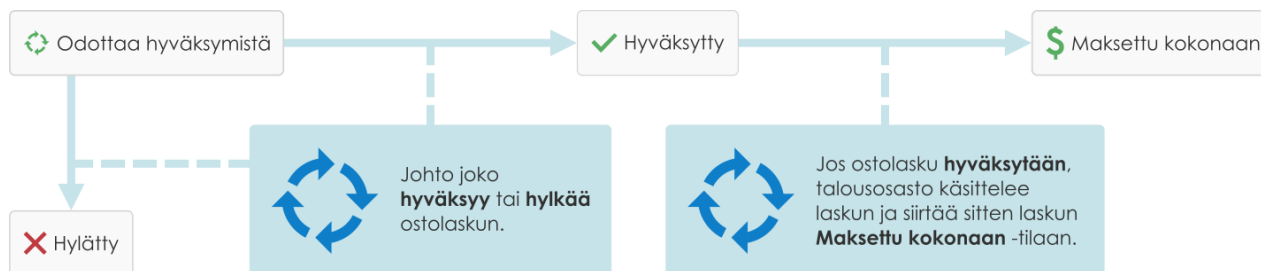 Odottaa hyväksymistä
Hyväksytty
Maksettu kokonaan
Johto joko
hyväksyy tai hylkää
ostolaskun.
Jos ostolasku hyväksytään,
talousosasto käsittelee
laskun ja siirtää sitten laskun
Maksettu kokonaan -tilaan.
Hylätty